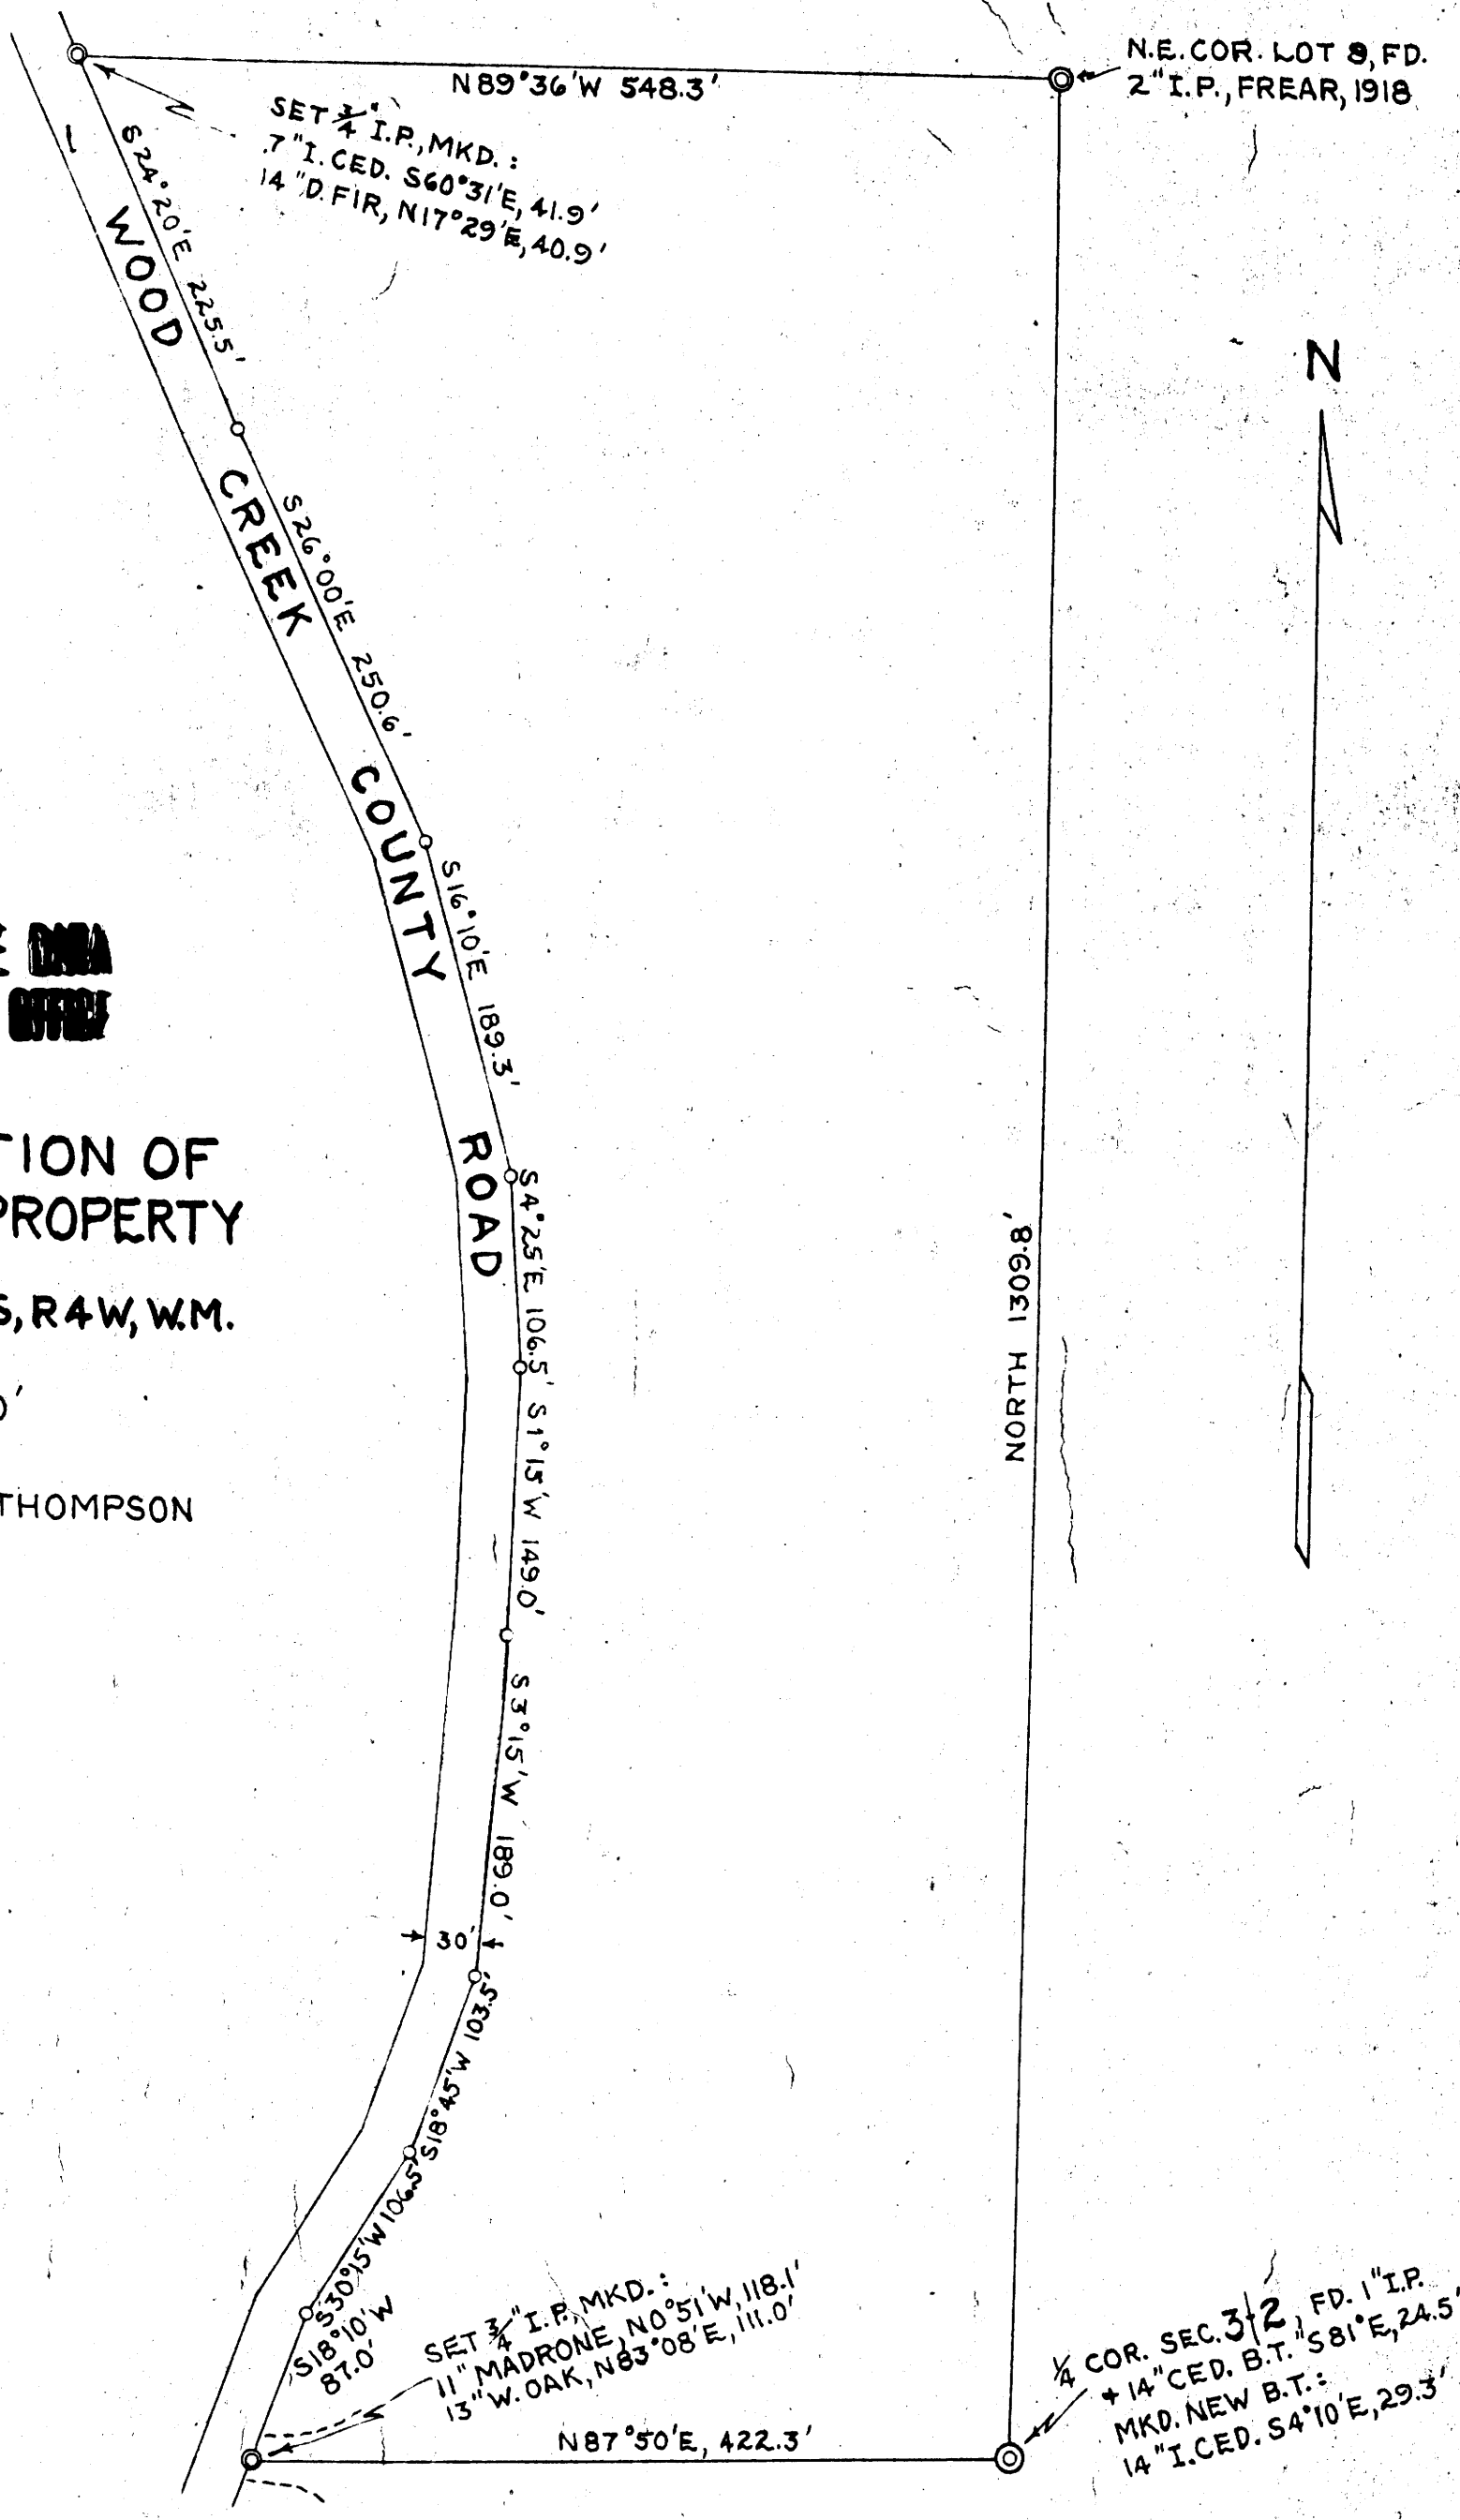 N.E. COR. LOT 8, FD.
2" I.P., FREAR, 1918
N89°36'W 548.3'
SET 3/4" I.P., MKD.:
7" I. CED. S60°31'E, 41.9'
14" D. FIR, N17°29'E, 40.9'
S24°20'E 225.5'
WOOD CREEK COUNTY ROAD
N
S26°00'E 250.6'
S16°10'E 189.3'
TION OF
PROPERTY
S, R4W, W.M.
0'
THOMPSON
S4°25'E 106.5'
NORTH 1309.8'
S1°15'W 149.0'
S3°15'W 189.0'
30'
S18°45'W 103.5'
S30°15'W 106.5'
S18°10'W
87.0'
SET 3/4" I.P., MKD.:
11" MADRONE, N0°51'W, 118.1'
13" W. OAK, N83°08'E, 111.0'
N87°50'E, 422.3'
1/4 COR. SEC. 3|2, FD. 1" I.P.
+ 14" CED. B.T. "S81°E, 24.5'
MKD. NEW B.T.:
14" I. CED. S4°10'E, 29.3'